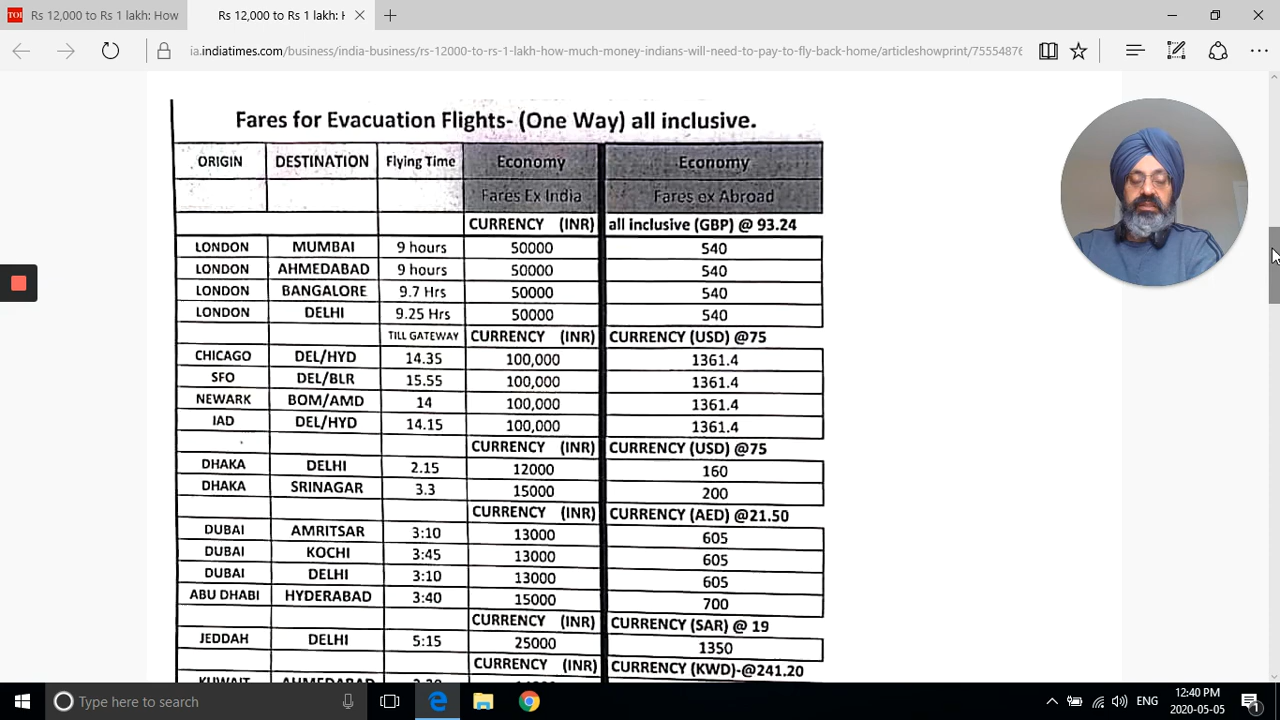 Rs 12,000 to Rs 1 lakh: How
Rs 12,000 to Rs 1 lakh: H
ia.indiatimes.com/business/india-business/rs-12000-to-rs-1-lakh-how-much-money-indians-will-need-to-pay-to-fly-back-home/articleshowprint/75554876
Fares for Evacuation Flights- (One Way) all inclusive.
ORIGIN DESTINATION Flying Time Economy Economy
Fares Ex India Fares ex Abroad
CURRENCY (INR) all inclusive (GBP) @ 93.24
LONDON MUMBAI 9 hours 50000 540
LONDON AHMEDABAD 9 hours 50000 540
LONDON BANGALORE 9.7 Hrs 50000 540
LONDON DELHI 9.25 Hrs 50000 540
TILL GATEWAY CURRENCY (INR) CURRENCY (USD) @75
CHICAGO DEL/HYD 14.35 100,000 1361.4
SFO DEL/BLR 15.55 100,000 1361.4
NEWARK BOM/AMD 14 100,000 1361.4
IAD DEL/HYD 14.15 100,000 1361.4
CURRENCY (INR) CURRENCY (USD) @75
DHAKA DELHI 2.15 12000 160
DHAKA SRINAGAR 3.3 15000 200
CURRENCY (INR) CURRENCY (AED) @21.50
DUBAI AMRITSAR 3:10 13000 605
DUBAI KOCHI 3:45 13000 605
DUBAI DELHI 3:10 13000 605
ABU DHABI HYDERABAD 3:40 15000 700
CURRENCY (INR) CURRENCY (SAR) @ 19
JEDDAH DELHI 5:15 25000 1350
CURRENCY (INR) CURRENCY (KWD)-@241.20
KUWAIT AHMEDABAD
Type here to search
ENG
12:40 PM
2020-05-05